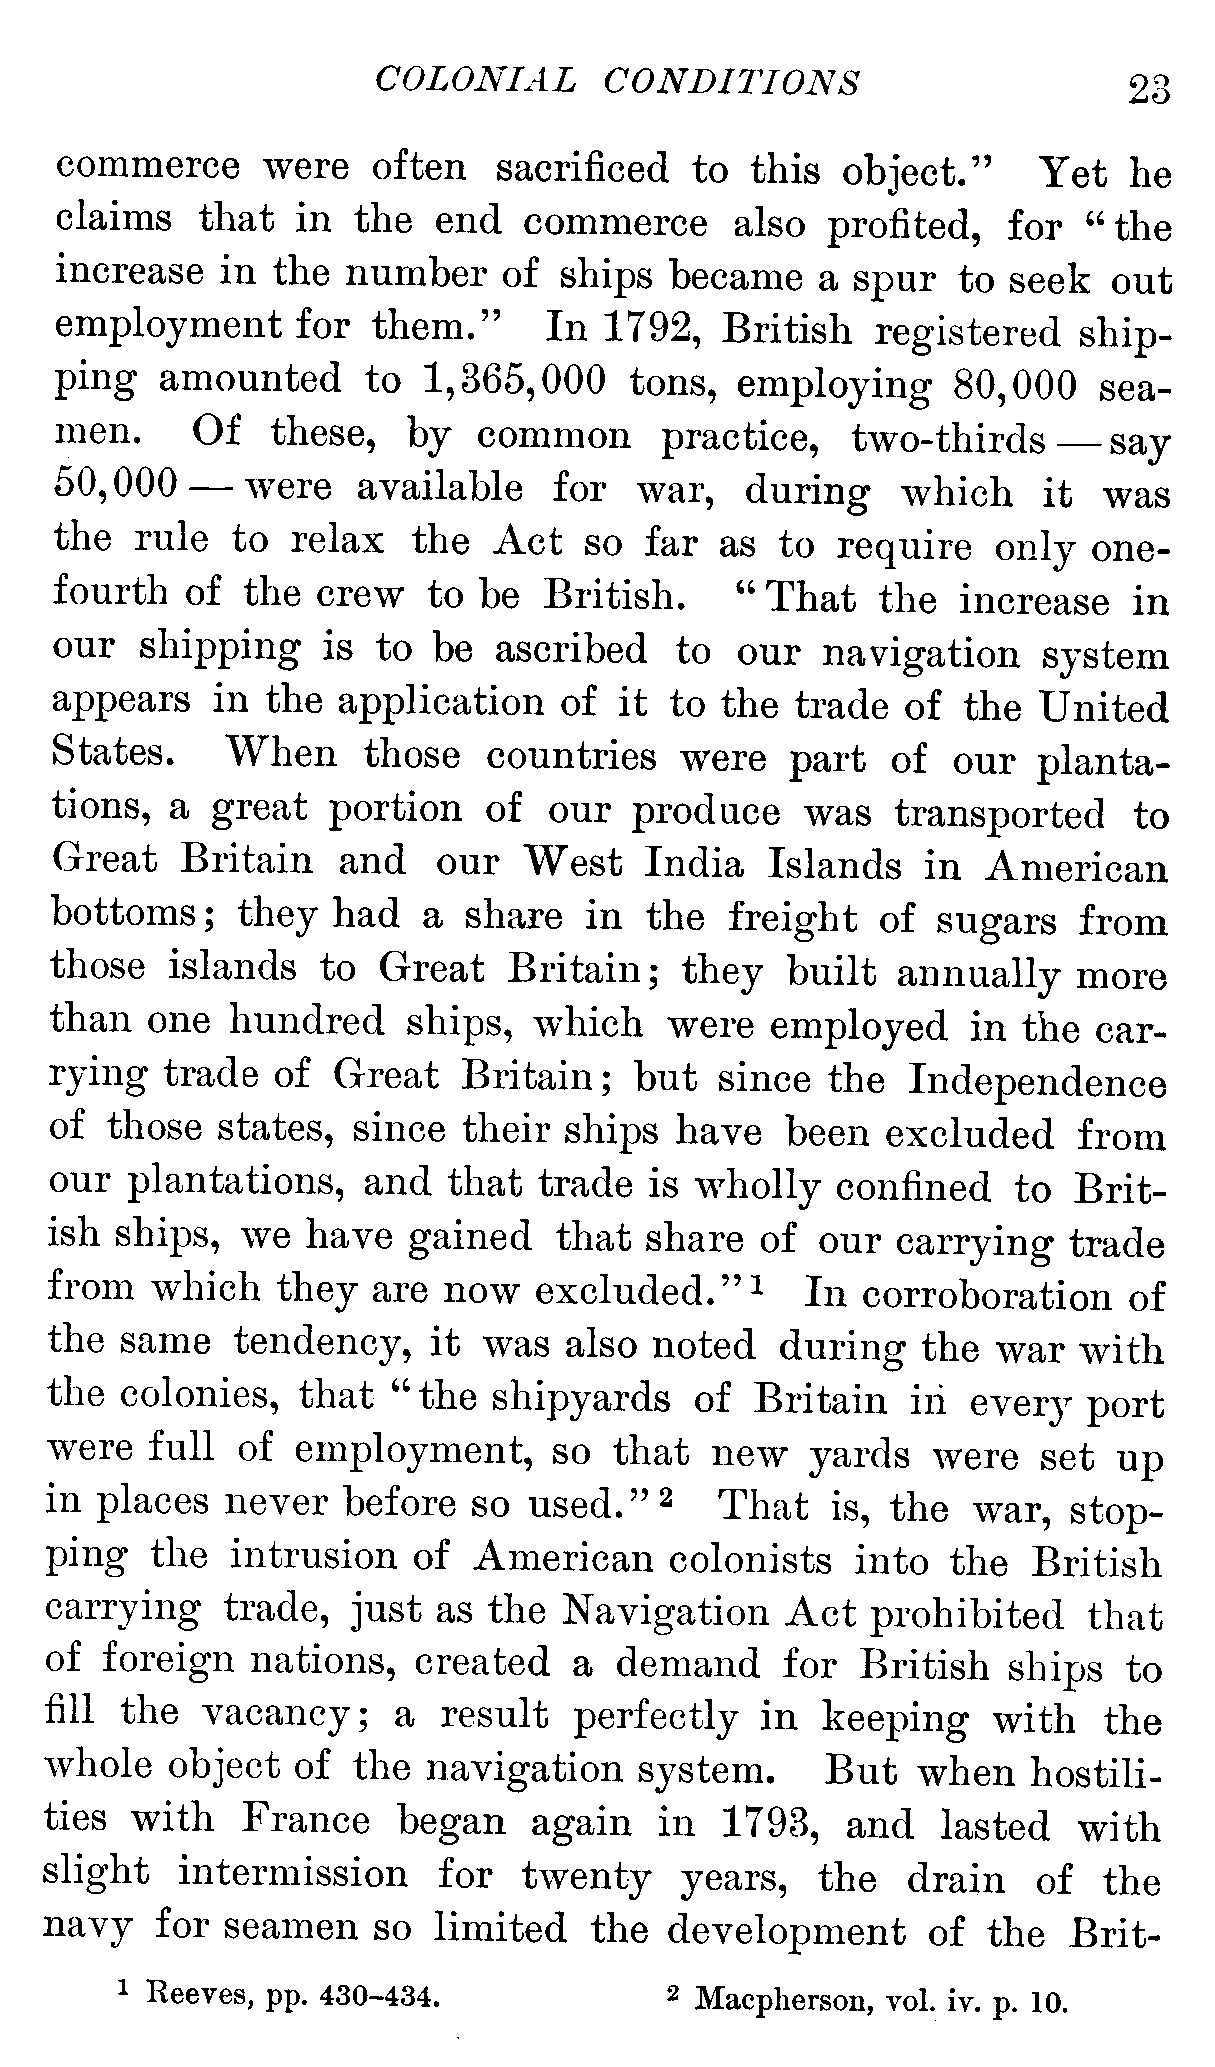 COLONIAL CONDITIONS 23
commerce were often sacrificed to this object." Yet he
claims that in the end commerce also profited, for "the
increase in the number of ships became a spur to seek out
employment for them." In 1792, British registered ship-
ping amounted to 1,365,000 tons, employing 80,000 sea-
men. Of these, by common practice, two-thirds — say
50,000 — were available for war, during which it was
the rule to relax the Act so far as to require only one-
fourth of the crew to be British. "That the increase in
our shipping is to be ascribed to our navigation system
appears in the application of it to the trade of the United
States. When those countries were part of our planta-
tions, a great portion of our produce was transported to
Great Britain and our West India Islands in American
bottoms; they had a share in the freight of sugars from
those islands to Great Britain; they built annually more
than one hundred ships, which were employed in the car-
rying trade of Great Britain; but since the Independence
of those states, since their ships have been excluded from
our plantations, and that trade is wholly confined to Brit-
ish ships, we have gained that share of our carrying trade
from which they are now excluded."¹ In corroboration of
the same tendency, it was also noted during the war with
the colonies, that "the shipyards of Britain in every port
were full of employment, so that new yards were set up
in places never before so used."² That is, the war, stop-
ping the intrusion of American colonists into the British
carrying trade, just as the Navigation Act prohibited that
of foreign nations, created a demand for British ships to
fill the vacancy; a result perfectly in keeping with the
whole object of the navigation system. But when hostili-
ties with France began again in 1793, and lasted with
slight intermission for twenty years, the drain of the
navy for seamen so limited the development of the Brit-
¹ Reeves, pp. 430–434. ² Macpherson, vol. iv. p. 10.